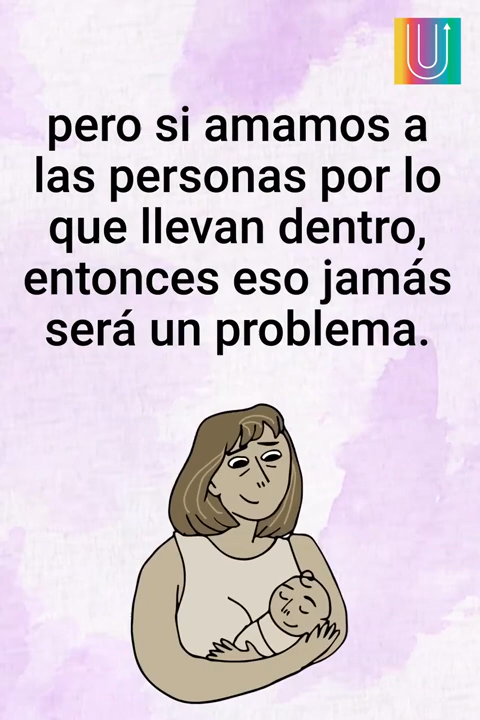 U
pero si amamos a
las personas por lo
que llevan dentro,
entonces eso jamás
será un problema.